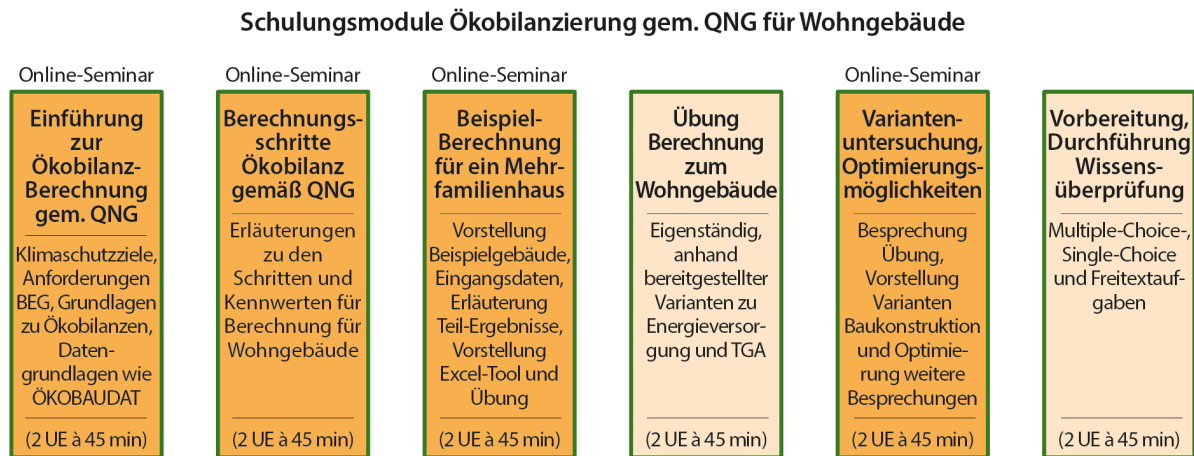 Schulungsmodule Ökobilanzierung gem. QNG für Wohngebäude
Online-Seminar
Einführung
zur
Ökobilanz-
Berechnung
gem. QNG
Klimaschutzziele,
Anforderungen
BEG, Grundlagen
zu Ökobilanzen,
Daten-
grundlagen wie
ÖKOBAUDAT
(2 UE à 45 min)
Online-Seminar
Berechnungs-
schritte
Ökobilanz
gemäß QNG
Erläuterungen
zu den
Schritten und
Kennwerten für
Berechnung für
Wohngebäude
(2 UE à 45 min)
Online-Seminar
Beispiel-
Berechnung
für ein Mehr-
familienhaus
Vorstellung
Beispielgebäude,
Eingangsdaten,
Erläuterung
Teil-Ergebnisse,
Vorstellung
Excel-Tool und
Übung
(2 UE à 45 min)
Übung
Berechnung
zum
Wohngebäude
Eigenständig,
anhand
bereitgestellter
Varianten zu
Energieversor-
gung und TGA
(2 UE à 45 min)
Online-Seminar
Varianten-
untersuchung,
Optimierungs-
möglichkeiten
Besprechung
Übung,
Vorstellung
Varianten
Baukonstruktion
und Optimie-
rung weitere
Besprechungen
(2 UE à 45 min)
Vorbereitung,
Durchführung
Wissens-
überprüfung
Multiple-Choice-,
Single-Choice
und Freitextauf-
gaben
(2 UE à 45 min)